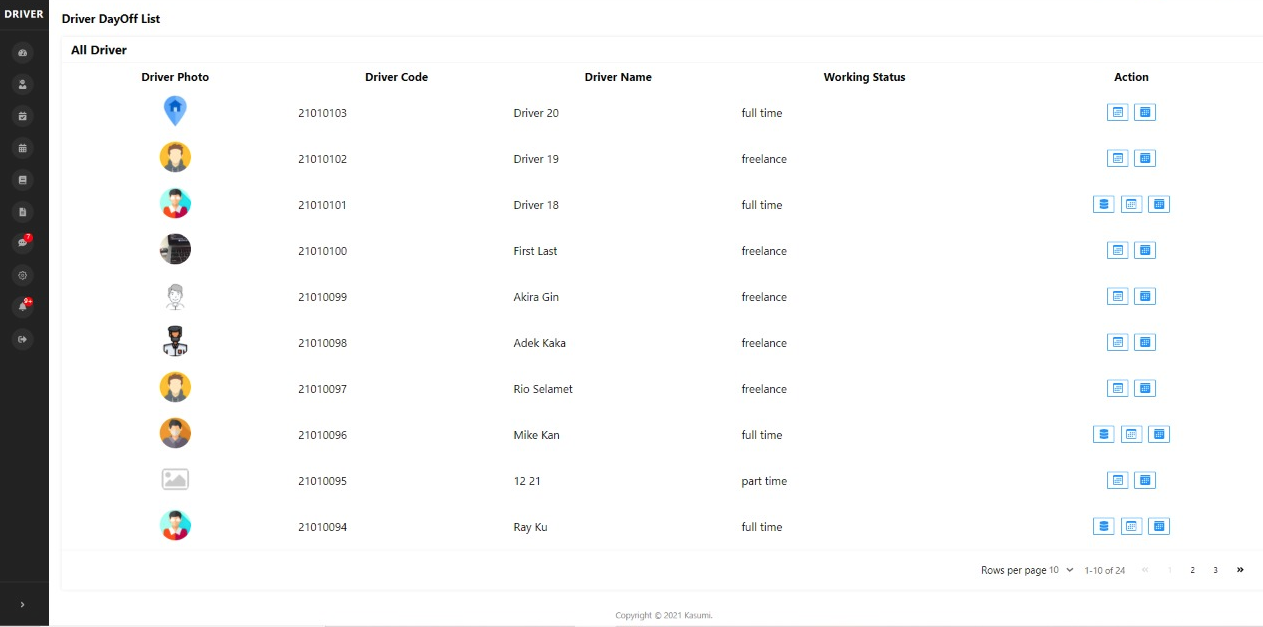 DRIVER
Driver DayOff List
All Driver
Driver Photo Driver Code Driver Name Working Status Action
21010103 Driver 20 full time
21010102 Driver 19 freelance
21010101 Driver 18 full time
21010100 First Last freelance
21010099 Akira Gin freelance
21010098 Adek Kaka freelance
21010097 Rio Selamet freelance
21010096 Mike Kan full time
21010095 12 21 part time
21010094 Ray Ku full time
7
9+
Rows per page 10 1-10 of 24 « 1 2 3 »
Copyright © 2021 Kasumi.